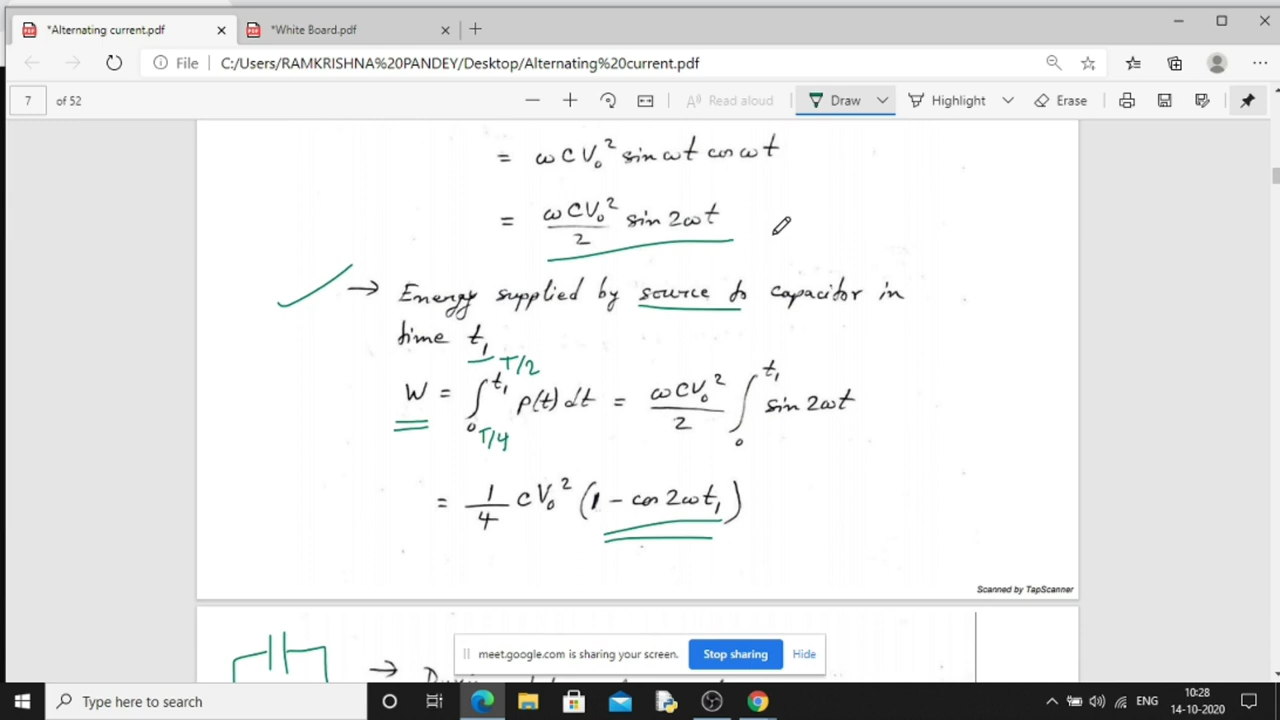 *Alternating current.pdf
*White Board.pdf
File
C:/Users/RAMKRISHNA%20PANDEY/Desktop/Alternating%20current.pdf
7 of 52
Read aloud
Draw
Highlight
Erase
= ωCV₀² sin ωt cos ωt
= ωCV₀²/2 sin 2ωt
→ Energy supplied by source to capacitor in
time t₁
T/2
W = ∫₀^t₁ P(t) dt = ωCV₀²/2 ∫₀^t₁ sin 2ωt
T/4
= 1/4 CV₀² (1 - cos 2ωt₁)
Scanned by TapScanner
meet.google.com is sharing your screen.
Stop sharing
Hide
Type here to search
ENG
10:28
14-10-2020